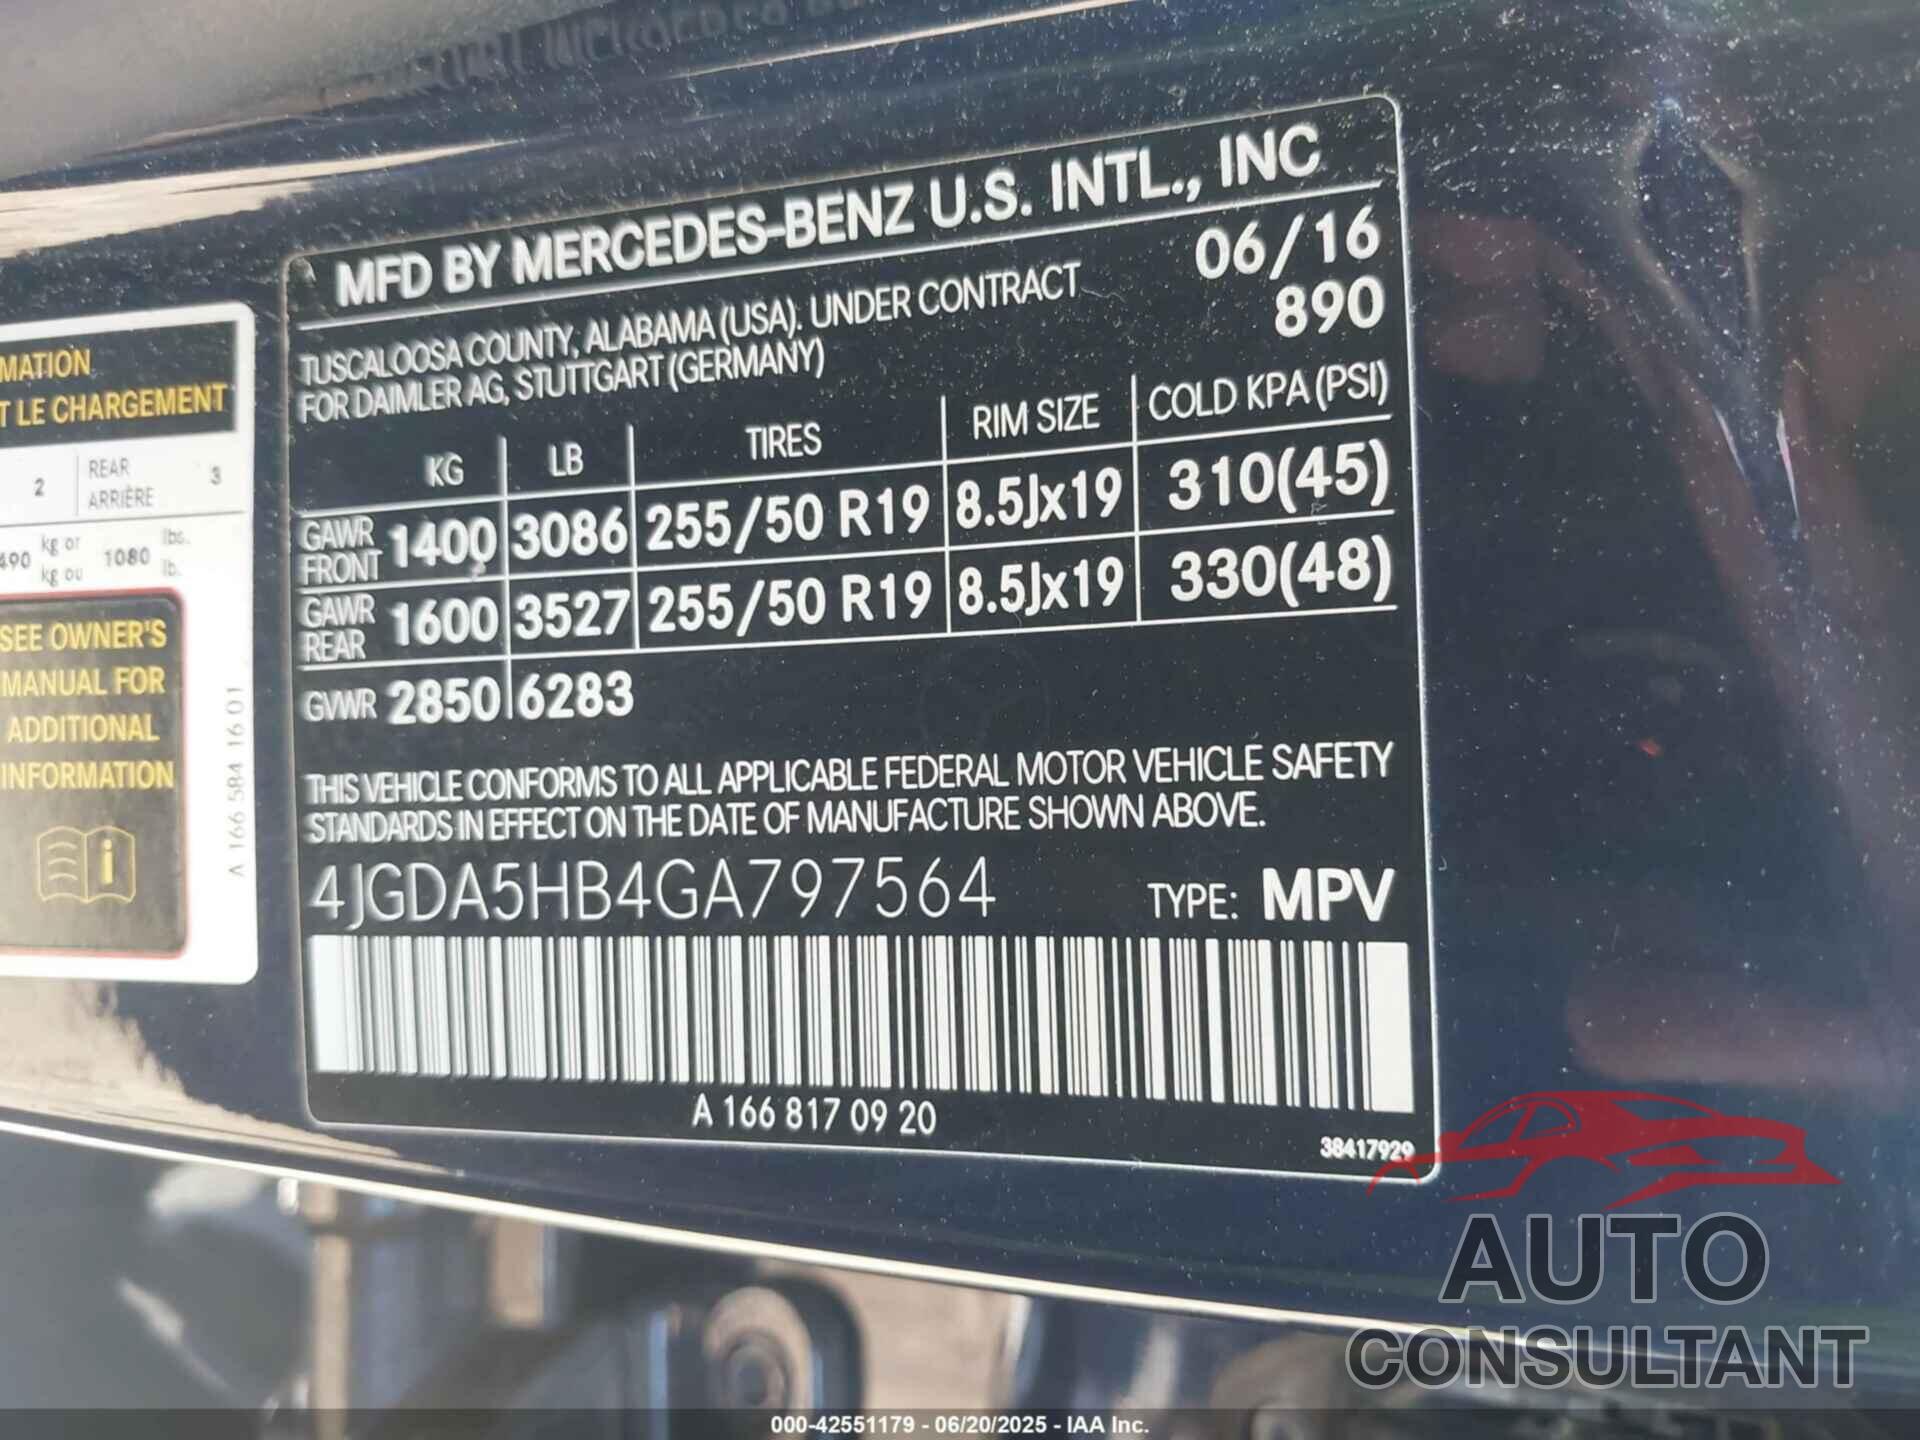 MFD BY MERCEDES-BENZ U.S. INTL., INC
TUSCALOOSA COUNTY, ALABAMA (USA). UNDER CONTRACT
FOR DAIMLER AG, STUTTGART (GERMANY)
06/16
890
KG LB TIRES RIM SIZE COLD KPA (PSI)
GAWR FRONT 1400 3086 255/50 R19 8.5Jx19 310(45)
GAWR REAR 1600 3527 255/50 R19 8.5Jx19 330(48)
GVWR 2850 6283
THIS VEHICLE CONFORMS TO ALL APPLICABLE FEDERAL MOTOR VEHICLE SAFETY
STANDARDS IN EFFECT ON THE DATE OF MANUFACTURE SHOWN ABOVE.
4JGDA5HB4GA797564 TYPE: MPV
A 166 817 09 20
38417929
MATION
T LE CHARGEMENT
2 REAR 3
ARRIÈRE
490 kg or 1080 lbs.
kg ou lb.
SEE OWNER'S
MANUAL FOR
ADDITIONAL
INFORMATION
i
A 166 584 16 01
AUTO
CONSULTANT
000-42551179 - 06/20/2025 - IAA Inc.